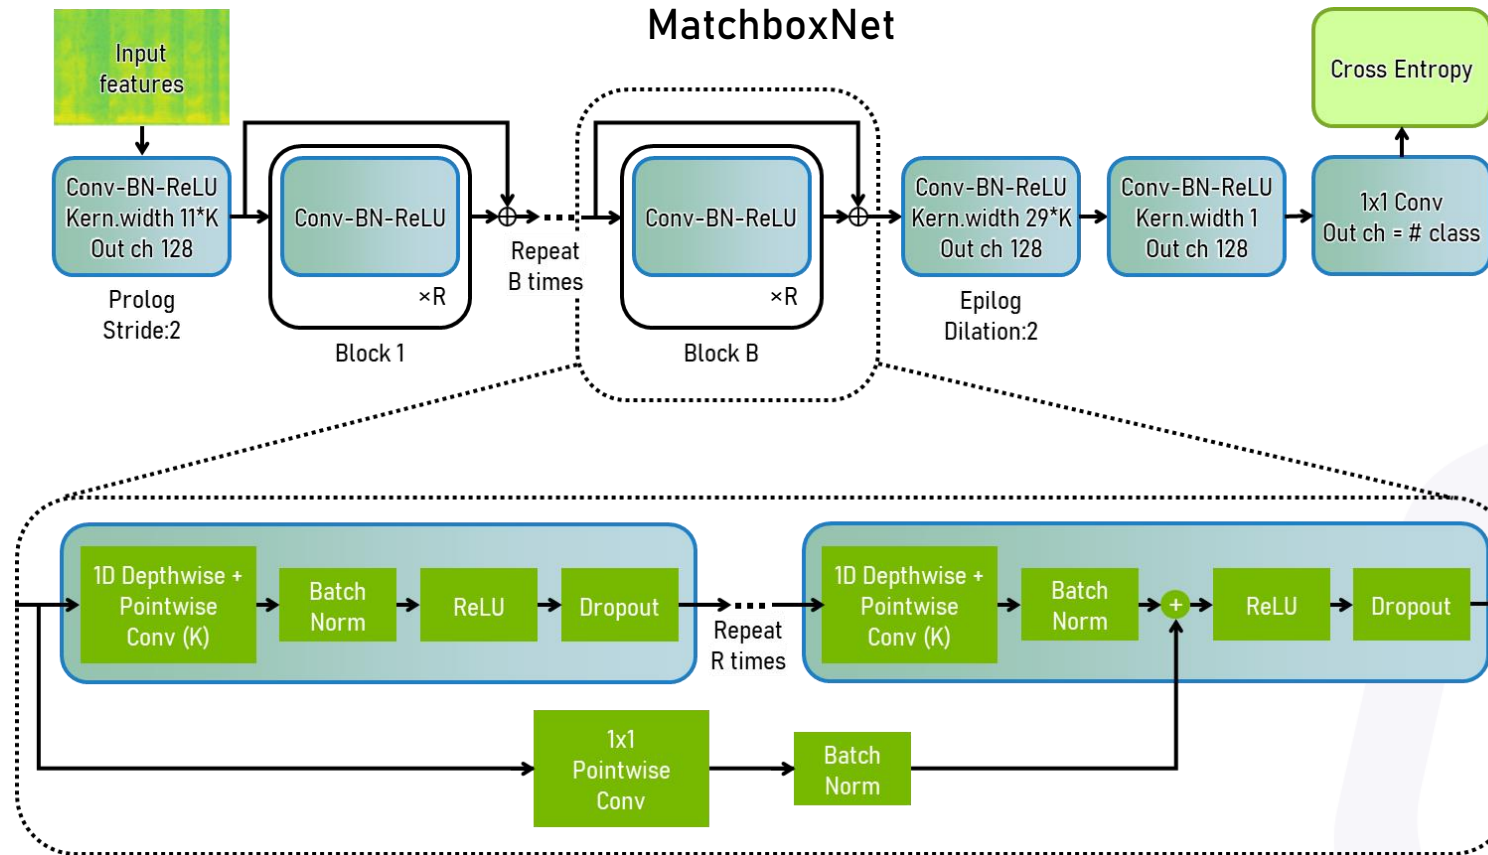 MatchboxNet
Input
features
Cross Entropy
Conv-BN-ReLU
Kern.width 11*K
Out ch 128
Prolog
Stride:2
Conv-BN-ReLU
×R
Block 1
Repeat
B times
Conv-BN-ReLU
×R
Block B
Conv-BN-ReLU
Kern.width 29*K
Out ch 128
Epilog
Dilation:2
Conv-BN-ReLU
Kern.width 1
Out ch 128
1x1 Conv
Out ch = # class
1D Depthwise +
Pointwise
Conv (K)
Batch
Norm
ReLU
Dropout
Repeat
R times
1D Depthwise +
Pointwise
Conv (K)
Batch
Norm
+
ReLU
Dropout
1x1
Pointwise
Conv
Batch
Norm